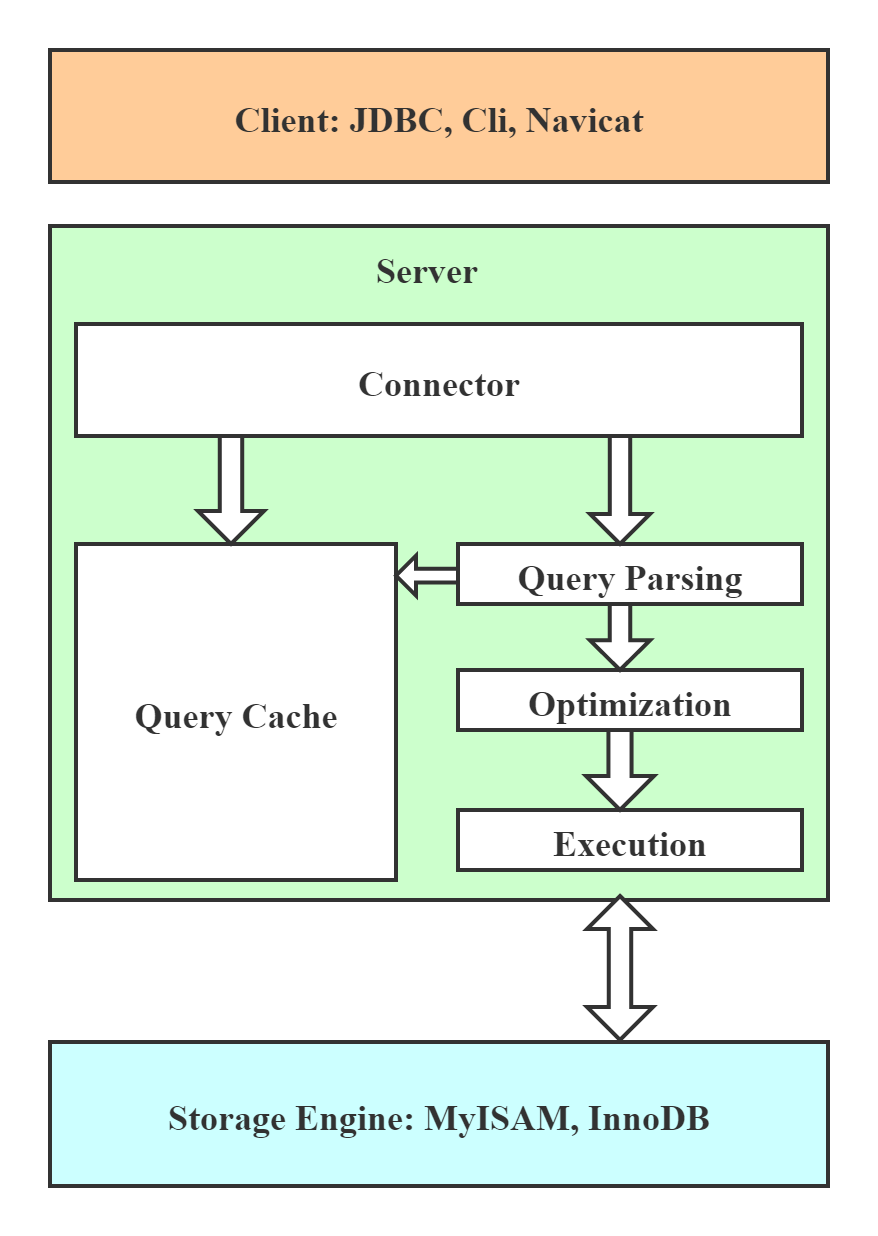 Client: JDBC, Cli, Navicat
Server
Connector
Query Parsing
Optimization
Query Cache
Execution
Storage Engine: MyISAM, InnoDB